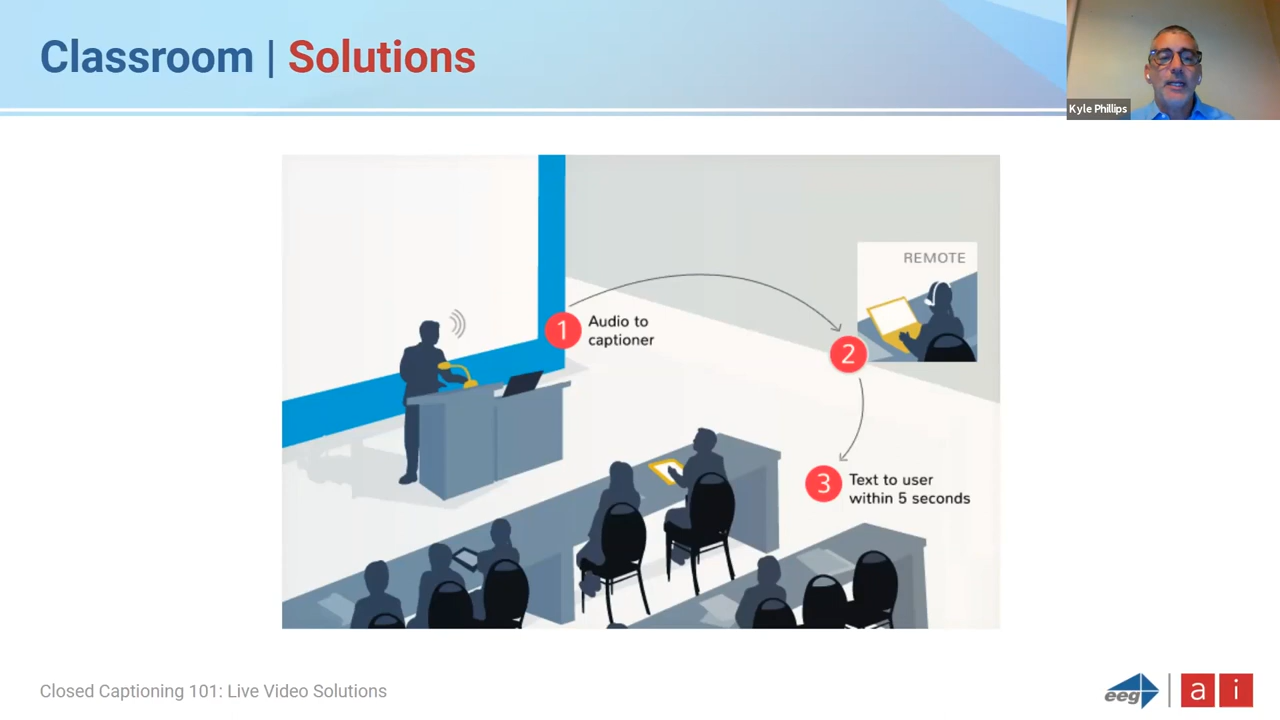 Classroom | Solutions
Kyle Phillips
REMOTE
1
Audio to
captioner
2
3
Text to user
within 5 seconds
Closed Captioning 101: Live Video Solutions
eeg | a i